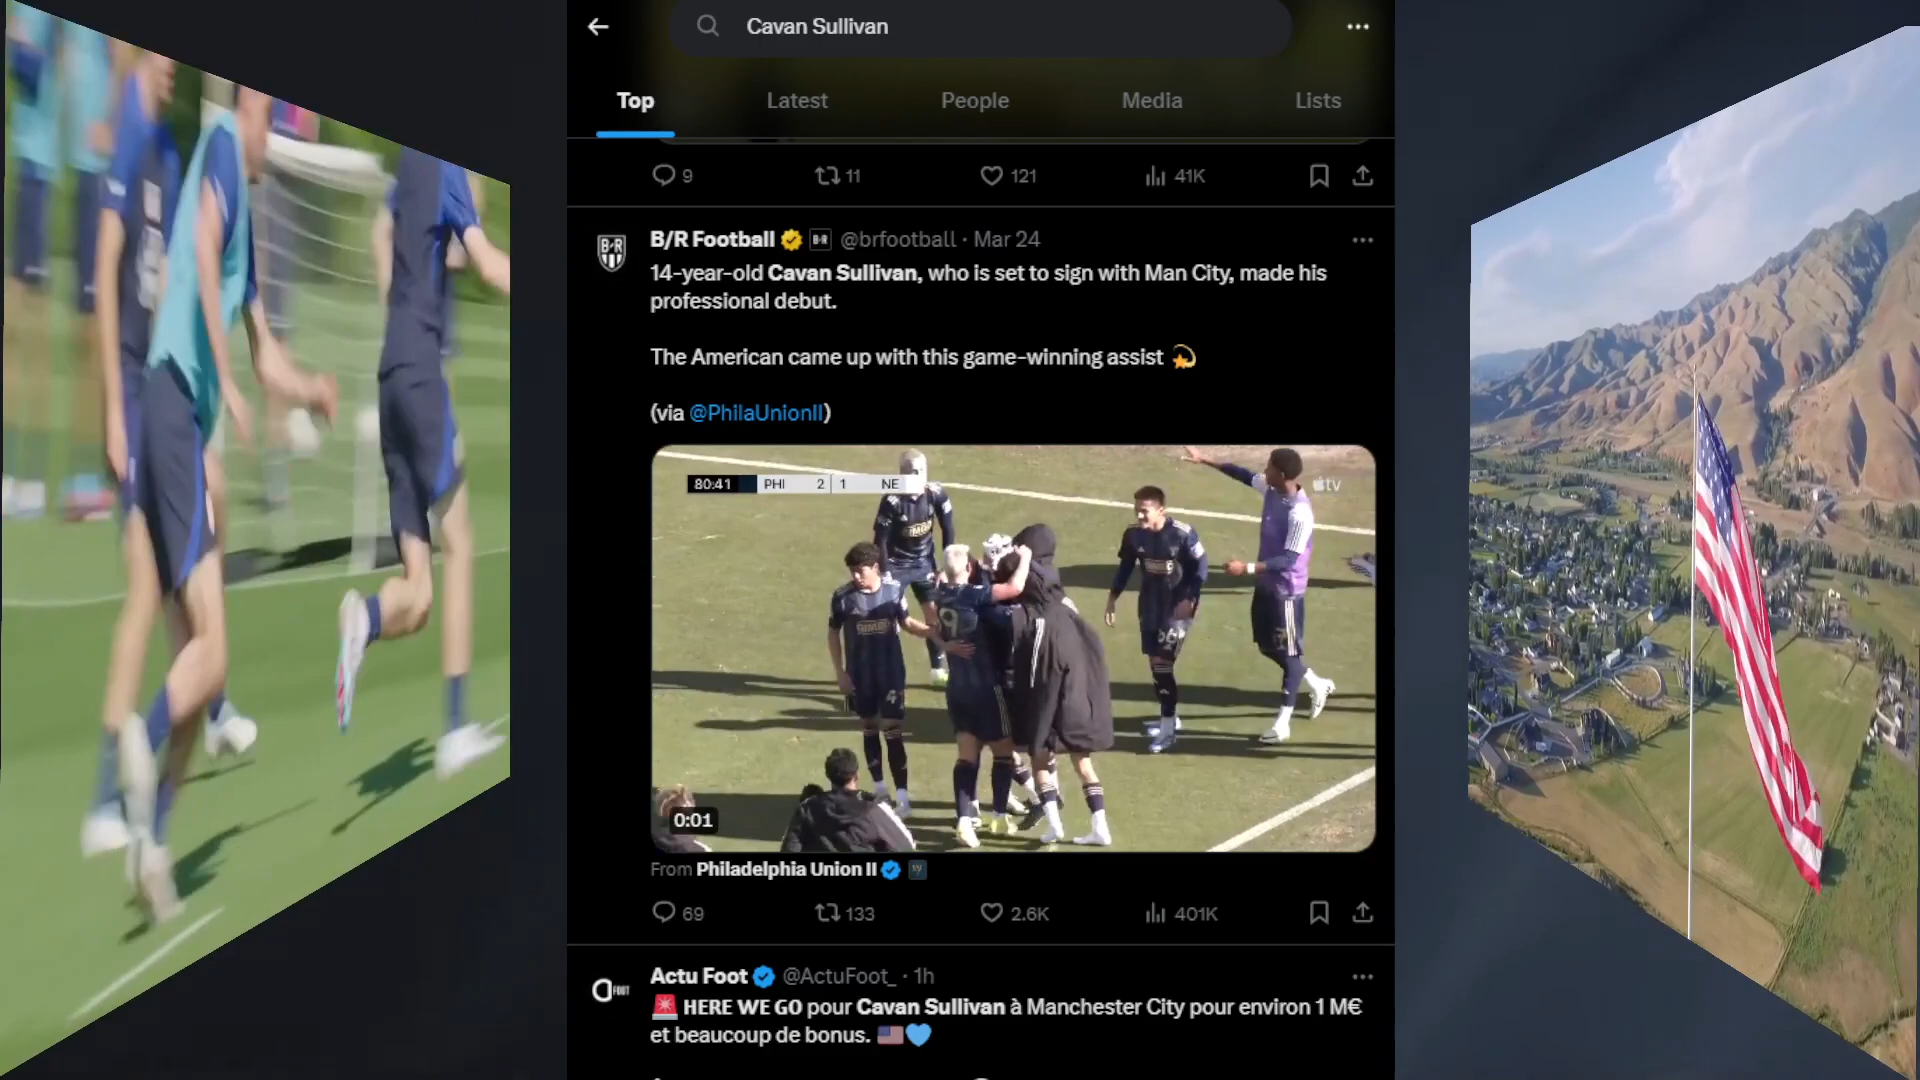 Cavan Sullivan
Top Latest People Media Lists
9 11 121 41K
B/R Football B·R @brfootball · Mar 24
B/R
14-year-old Cavan Sullivan, who is set to sign with Man City, made his
professional debut.
The American came up with this game-winning assist
(via @PhilaUnionII)
80:41 PHI 2 1 NE
tv
0:01
From Philadelphia Union II
69 133 2.6K 401K
Actu Foot @ActuFoot_ · 1h
FOOT
HERE WE GO pour Cavan Sullivan à Manchester City pour environ 1 M€
et beaucoup de bonus.